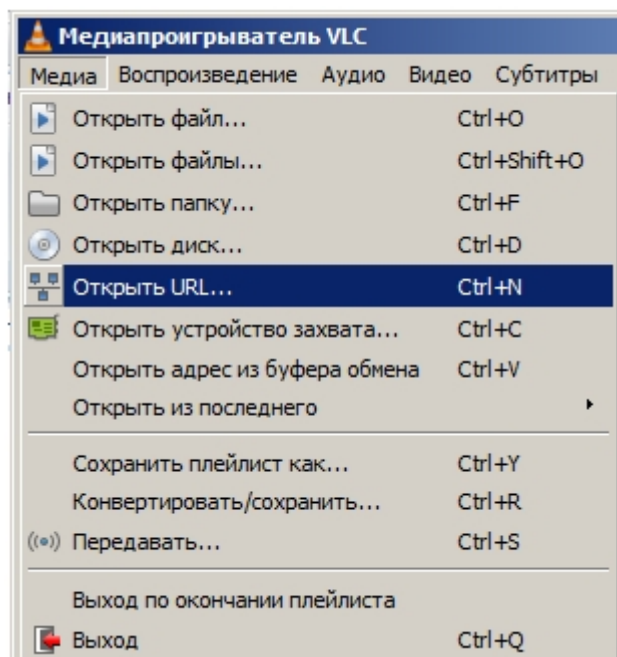 Медиапроигрыватель VLC
Медиа Воспроизведение Аудио Видео Субтитры
Открыть файл... Ctrl+O
Открыть файлы... Ctrl+Shift+O
Открыть папку... Ctrl+F
Открыть диск... Ctrl+D
Открыть URL... Ctrl+N
Открыть устройство захвата... Ctrl+C
Открыть адрес из буфера обмена Ctrl+V
Открыть из последнего
Сохранить плейлист как... Ctrl+Y
Конвертировать/сохранить... Ctrl+R
Передавать... Ctrl+S
Выход по окончании плейлиста
Выход Ctrl+Q